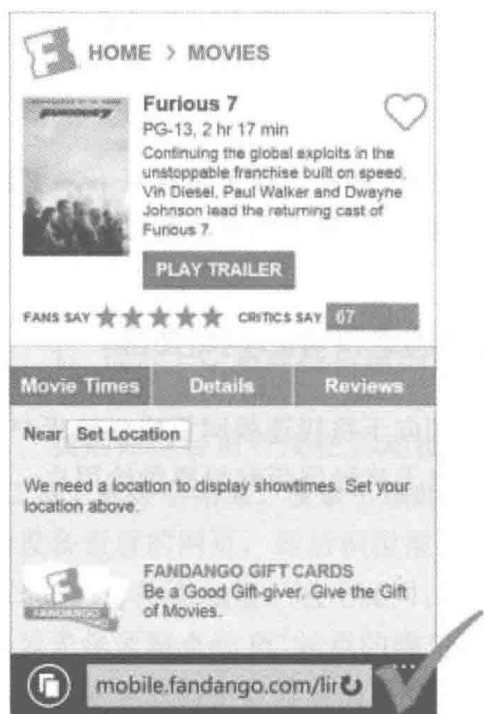 HOME > MOVIES
Furious 7
PG-13, 2 hr 17 min
Continuing the global exploits in the
unstoppable franchise built on speed,
Vin Diesel, Paul Walker and Dwayne
Johnson lead the returning cast of
Furious 7.
PLAY TRAILER
FANS SAY
CRITICS SAY 67
Movie Times Details Reviews
Near Set Location
We need a location to display showtimes. Set your
location above.
FANDANGO
FANDANGO GIFT CARDS
Be a Good Gift-giver. Give the Gift
of Movies.
mobile.fandango.com/lir